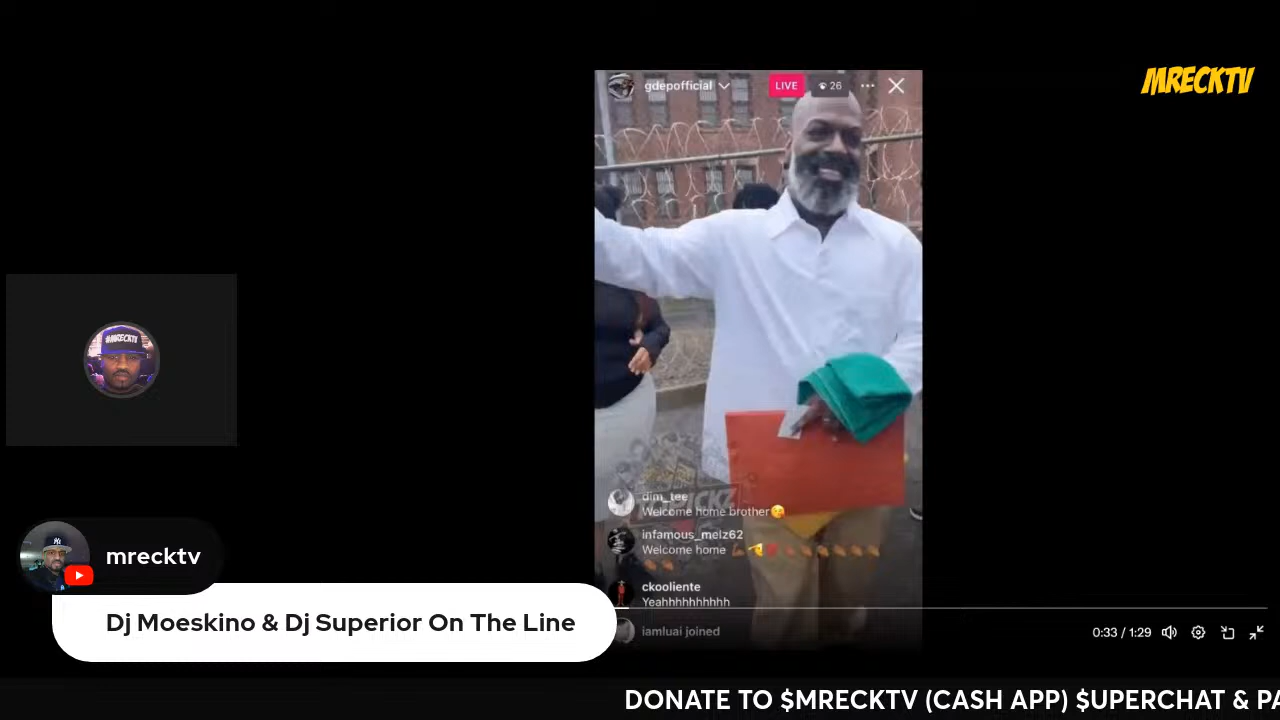 MRECKTV
gdepofficial
LIVE
26
#MRECKTV
dim_tee
Welcome home brother😘
infamous_melz62
Welcome home
ckooliente
Yeahhhhhhhhhh
iamluai joined
mrecktv
Dj Moeskino & Dj Superior On The Line
0:33 / 1:29
DONATE TO $MRECKTV (CASH APP) $UPERCHAT & PA